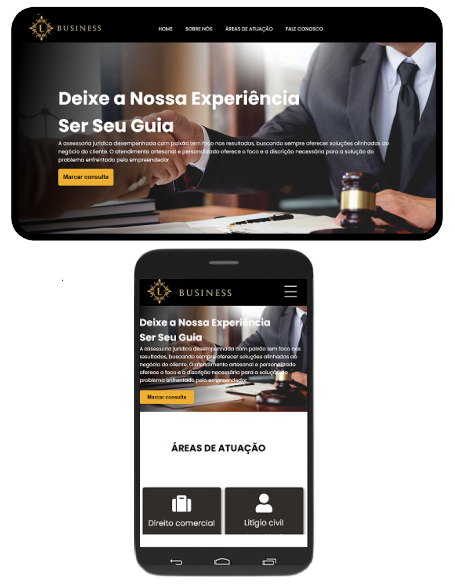 L BUSINESS
HOME SOBRE NÓS ÁREAS DE ATUAÇÃO FALE CONOSCO
Deixe a Nossa Experiência
Ser Seu Guia
A assessoria jurídica desempenhada com paixão tem foco nos resultados, buscando sempre oferecer soluções alinhadas ao
negócio do cliente. O atendimento artesanal e personalizado oferece o foco e a discrição necessária para a solução do
problema enfrentado pelo empreendedor
Marcar consulta
L BUSINESS
Deixe a Nossa Experiência
Ser Seu Guia
A assessoria jurídica desempenhada com paixão tem foco nos
resultados, buscando sempre oferecer soluções alinhadas ao
negócio do cliente. O atendimento artesanal e personalizado
oferece o foco e a discrição necessária para a solução do
problema enfrentado pelo empreendedor
Marcar consulta
ÁREAS DE ATUAÇÃO
Direito comercial
Litígio civil